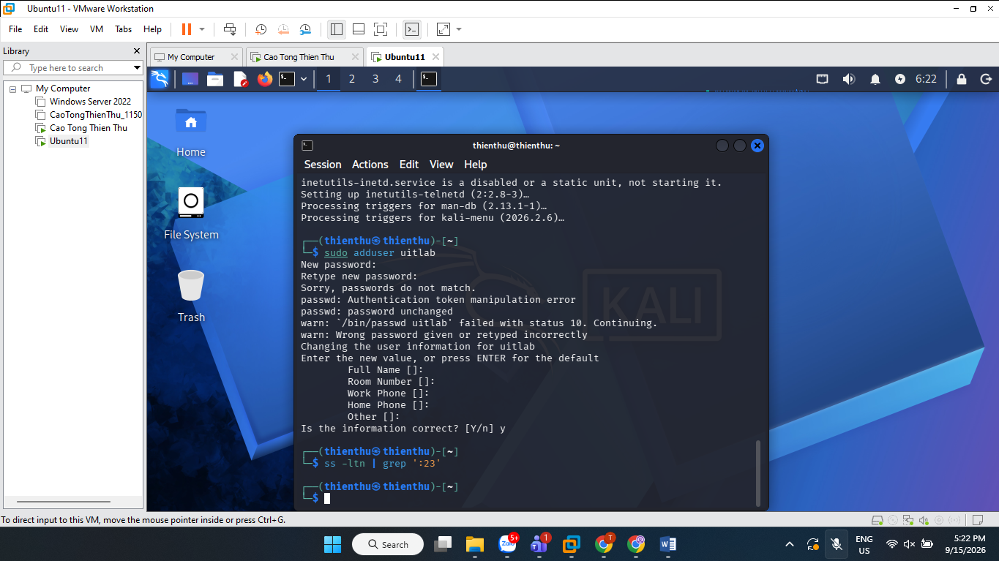 Ubuntu11 - VMware Workstation
File Edit View VM Tabs Help
Library
Type here to search
My Computer
Windows Server 2022
CaoTongThienThu_1150
Cao Tong Thien Thu
Ubuntu11
My Computer
Cao Tong Thien Thu
Ubuntu11
1 2 3 4
6:22
Home
File System
Trash
thienthu@thienthu: ~
Session Actions Edit View Help
inetutils-inetd.service is a disabled or a static unit, not starting it.
Setting up inetutils-telnetd (2:2.8-3)…
Processing triggers for man-db (2.13.1-1)…
Processing triggers for kali-menu (2026.2.6)…
┌──(thienthu㉿thienthu)-[~]
└─$ sudo adduser uitlab
New password:
Retype new password:
Sorry, passwords do not match.
passwd: Authentication token manipulation error
passwd: password unchanged
warn: `/bin/passwd uitlab' failed with status 10. Continuing.
warn: Wrong password given or retyped incorrectly
Changing the user information for uitlab
Enter the new value, or press ENTER for the default
Full Name []:
Room Number []:
Work Phone []:
Home Phone []:
Other []:
Is the information correct? [Y/n] y
┌──(thienthu㉿thienthu)-[~]
└─$ ss -ltn | grep ':23'
┌──(thienthu㉿thienthu)-[~]
└─$
KALI
To direct input to this VM, move the mouse pointer inside or press Ctrl+G.
Search
Zalo
5+
1
T
ENG
US
5:22 PM
9/15/2026